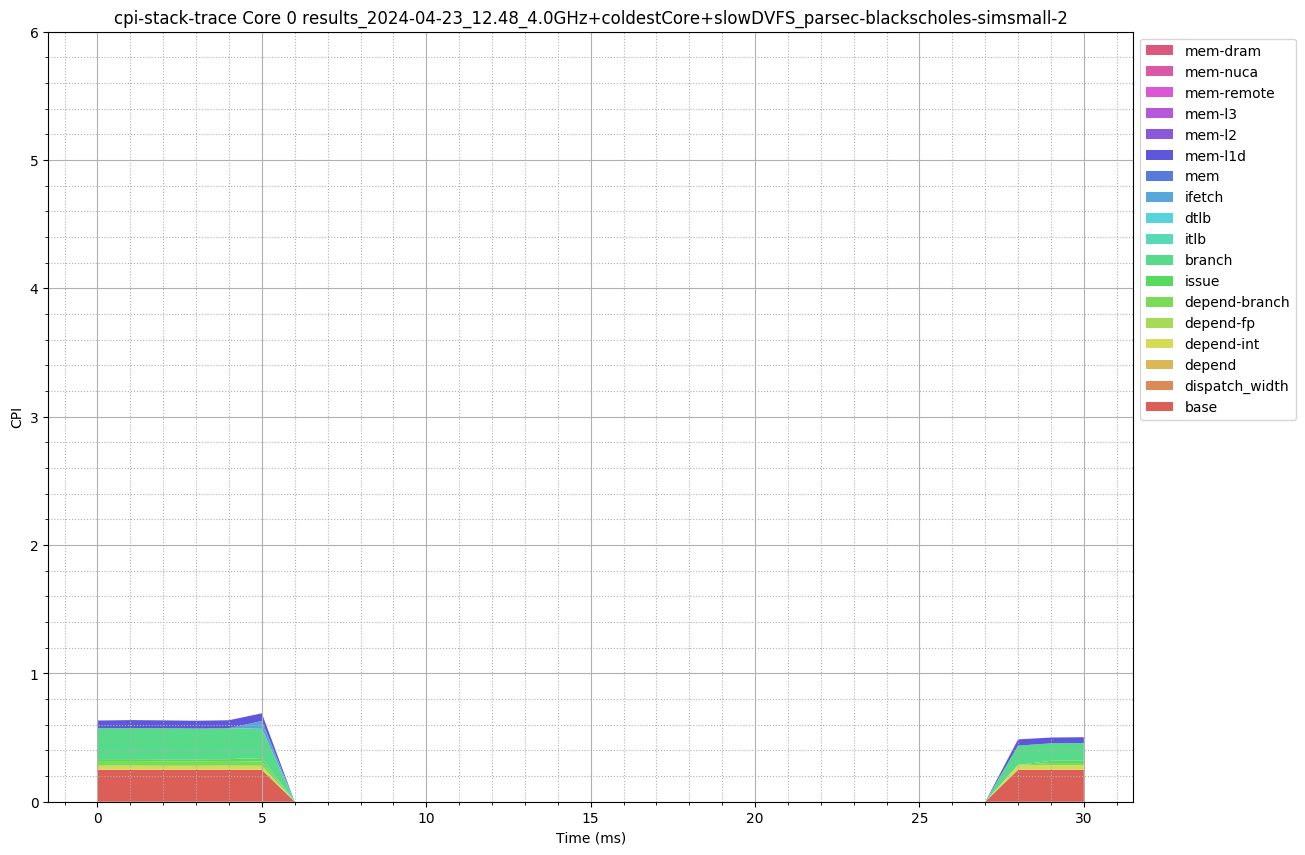 cpi-stack-trace Core 0 results_2024-04-23_12.48_4.0GHz+coldestCore+slowDVFS_parsec-blackscholes-simsmall-2
6
5
4
3
2
1
0
CPI
0 5 10 15 20 25 30
Time (ms)
mem-dram
mem-nuca
mem-remote
mem-l3
mem-l2
mem-l1d
mem
ifetch
dtlb
itlb
branch
issue
depend-branch
depend-fp
depend-int
depend
dispatch_width
base